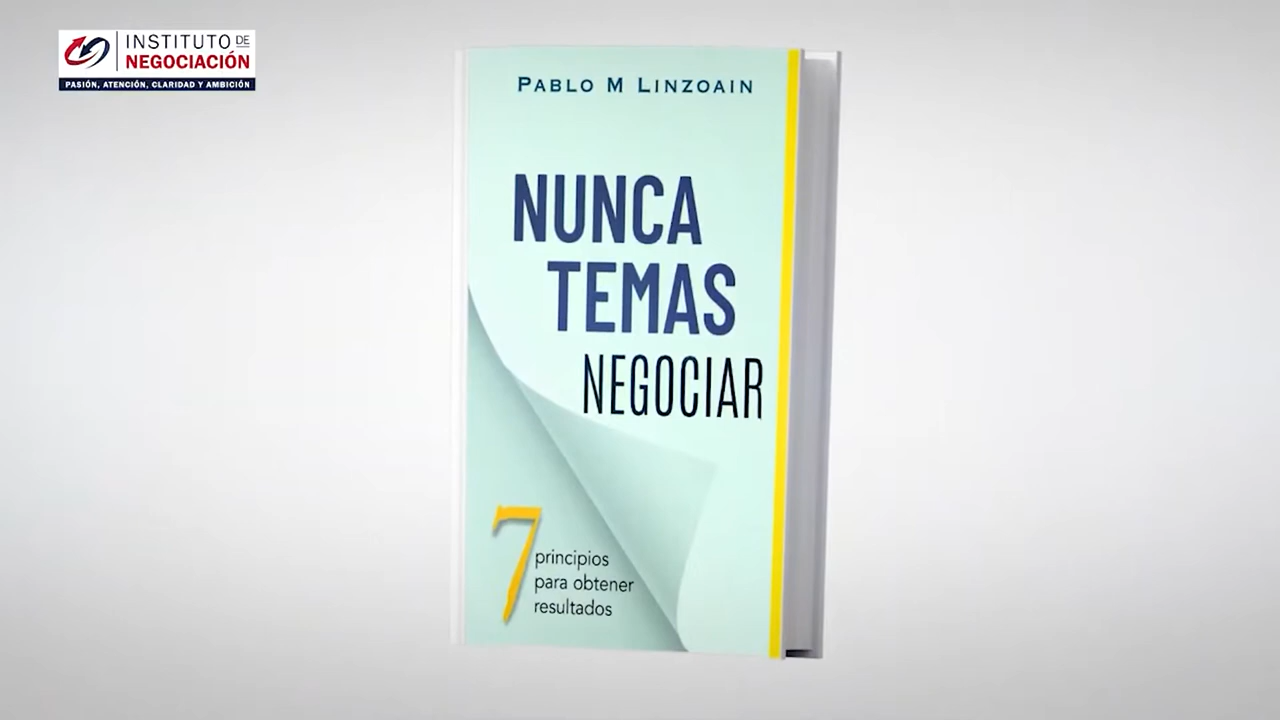 INSTITUTO DE
NEGOCIACIÓN
PASIÓN, ATENCIÓN, CLARIDAD Y AMBICIÓN
PABLO M LINZOAIN
NUNCA
TEMAS
NEGOCIAR
7 principios
para obtener
resultados